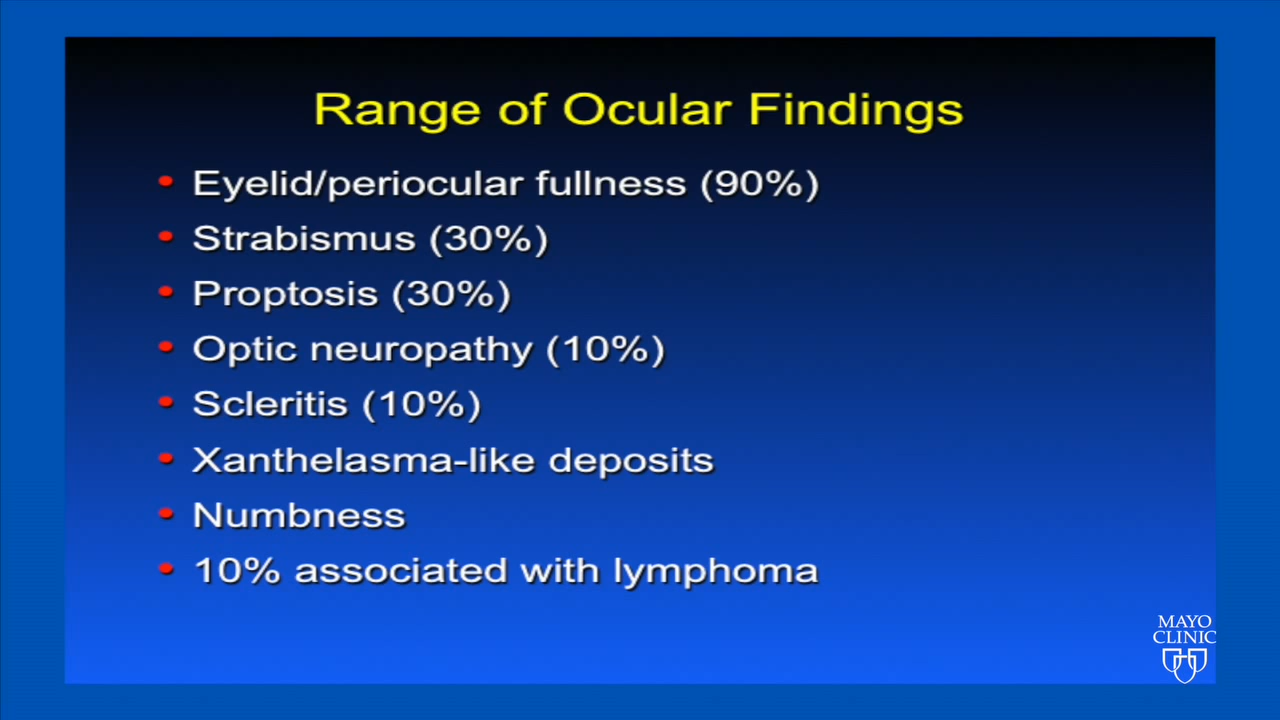 Range of Ocular Findings
• Eyelid/periocular fullness (90%)
• Strabismus (30%)
• Proptosis (30%)
• Optic neuropathy (10%)
• Scleritis (10%)
• Xanthelasma-like deposits
• Numbness
• 10% associated with lymphoma
MAYO
CLINIC